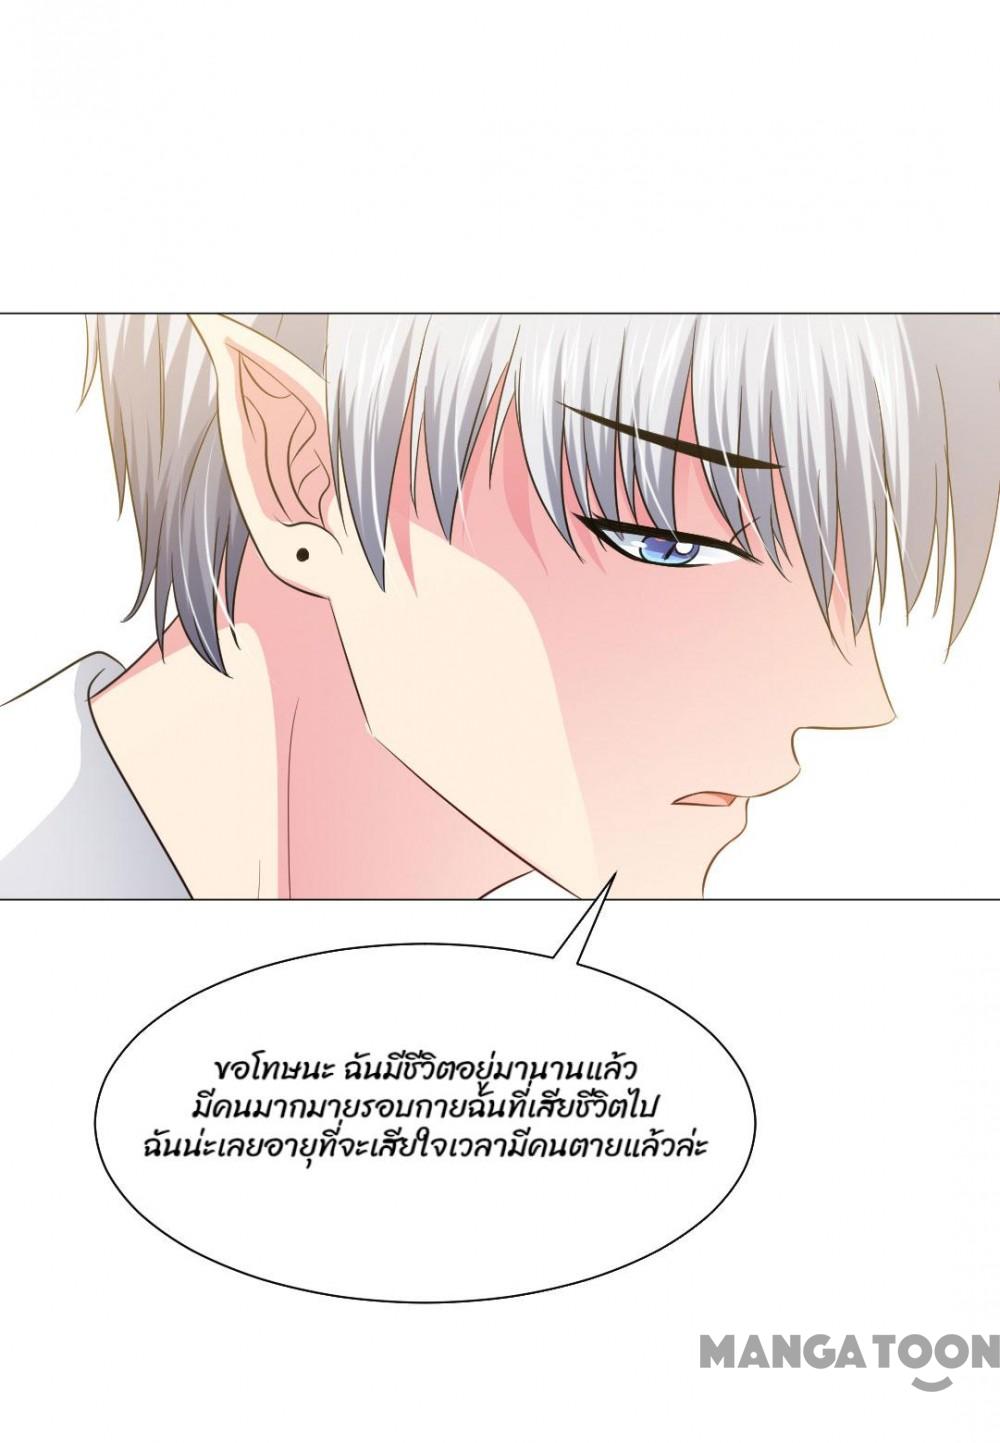 ขอโทษนะ ฉันมีชีวิตอยู่มานานแล้ว
มีคนมากมายรอบกายฉันที่เสียชีวิตไป
ฉันน่ะเลยอายุที่จะเสียใจเวลามีคนตายแล้วล่ะ
MANGATOON